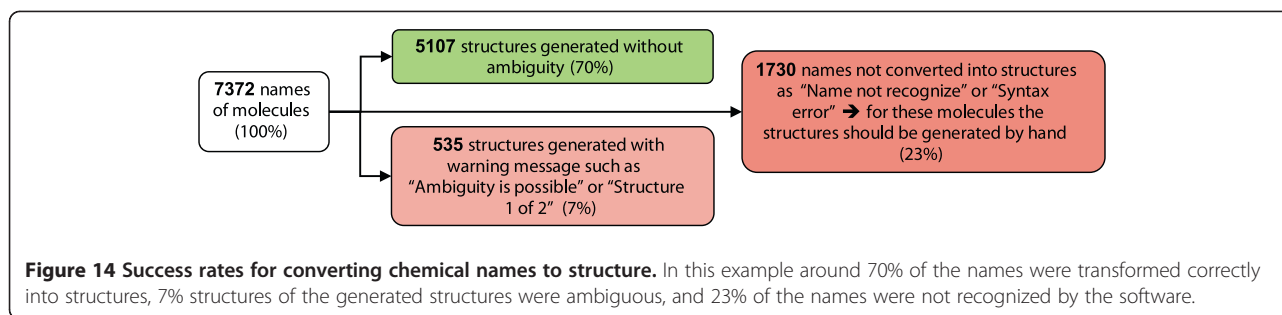 7372 names
of molecules
(100%)
5107 structures generated without
ambiguity (70%)
535 structures generated with
warning message such as
“Ambiguity is possible” or “Structure
1 of 2” (7%)
1730 names not converted into structures
as “Name not recognize” or “Syntax
error” ➔ for these molecules the
structures should be generated by hand
(23%)
Figure 14 Success rates for converting chemical names to structure. In this example around 70% of the names were transformed correctly
into structures, 7% structures of the generated structures were ambiguous, and 23% of the names were not recognized by the software.